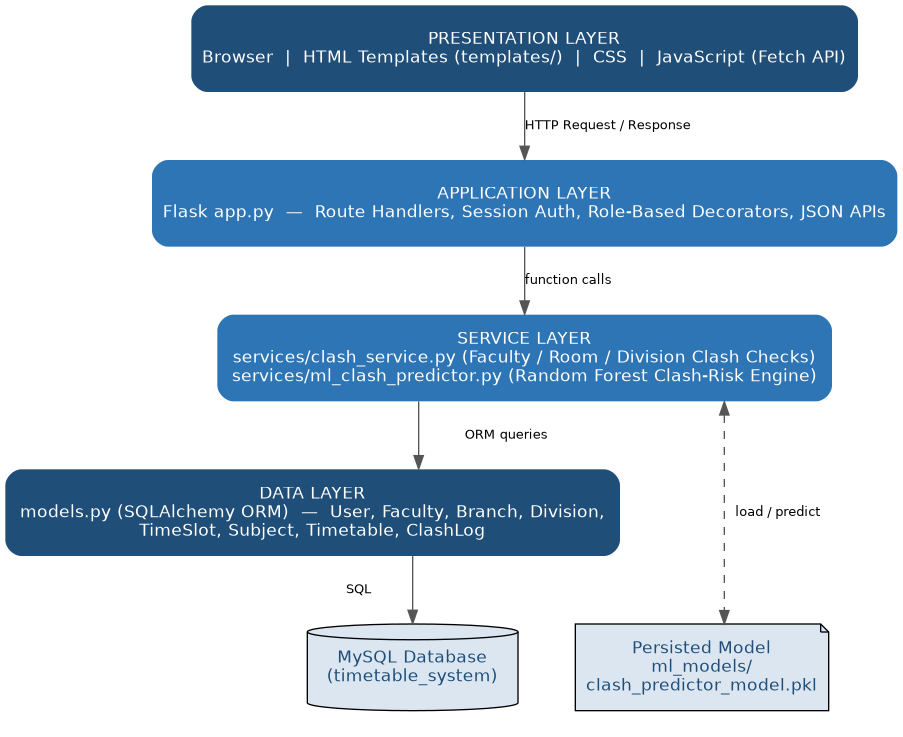 PRESENTATION LAYER
Browser | HTML Templates (templates/) | CSS | JavaScript (Fetch API)
HTTP Request / Response
APPLICATION LAYER
Flask app.py — Route Handlers, Session Auth, Role-Based Decorators, JSON APIs
function calls
SERVICE LAYER
services/clash_service.py (Faculty / Room / Division Clash Checks)
services/ml_clash_predictor.py (Random Forest Clash-Risk Engine)
ORM queries
DATA LAYER
models.py (SQLAlchemy ORM) — User, Faculty, Branch, Division,
TimeSlot, Subject, Timetable, ClashLog
load / predict
SQL
MySQL Database
(timetable_system)
Persisted Model
ml_models/
clash_predictor_model.pkl